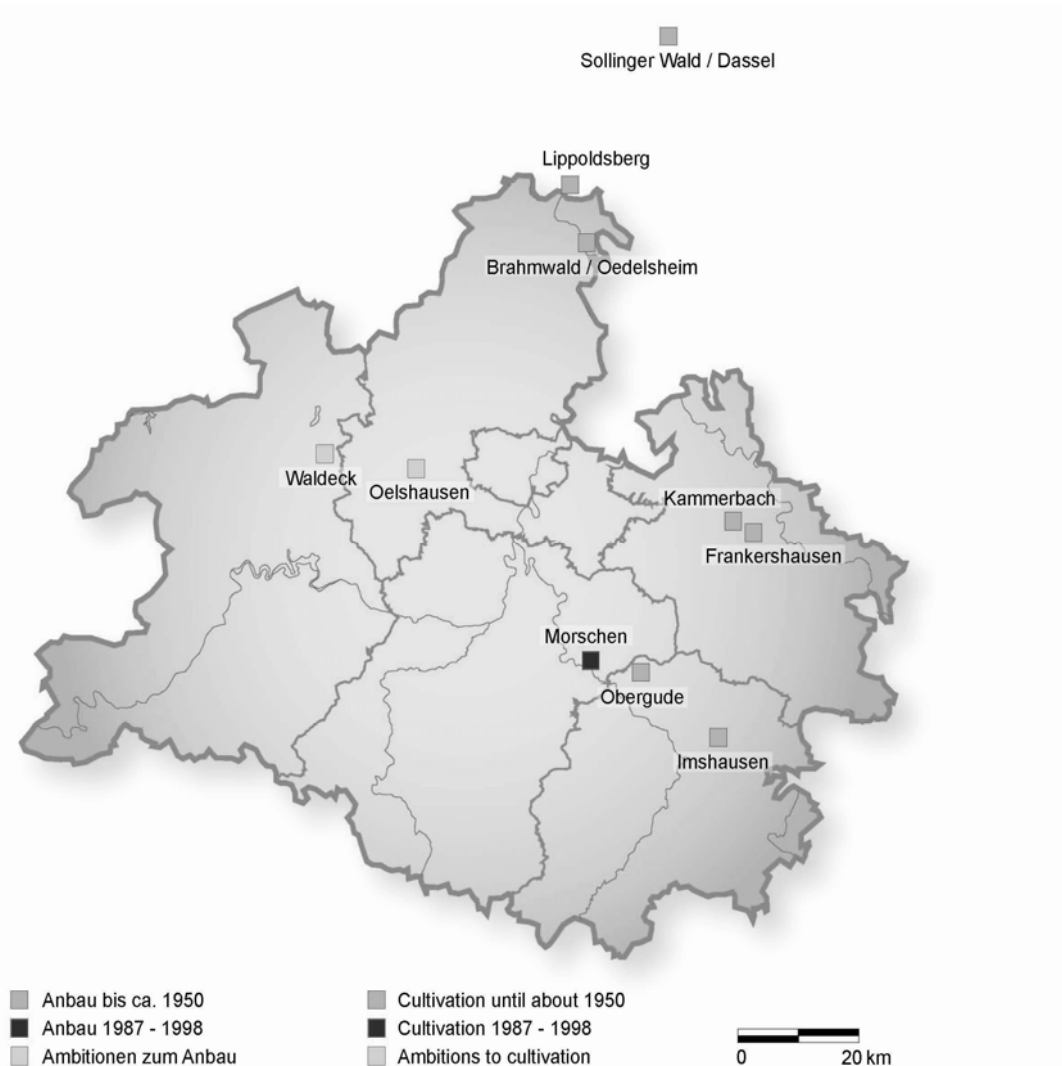 Sollinger Wald / Dassel
Lippoldsberg
Brahmwald / Oedelsheim
Waldeck
Oelshausen
Kammerbach
Frankershausen
Morschen
Obergude
Imshausen
Anbau bis ca. 1950
Anbau 1987 - 1998
Ambitionen zum Anbau
Cultivation until about 1950
Cultivation 1987 - 1998
Ambitions to cultivation
0 20 km